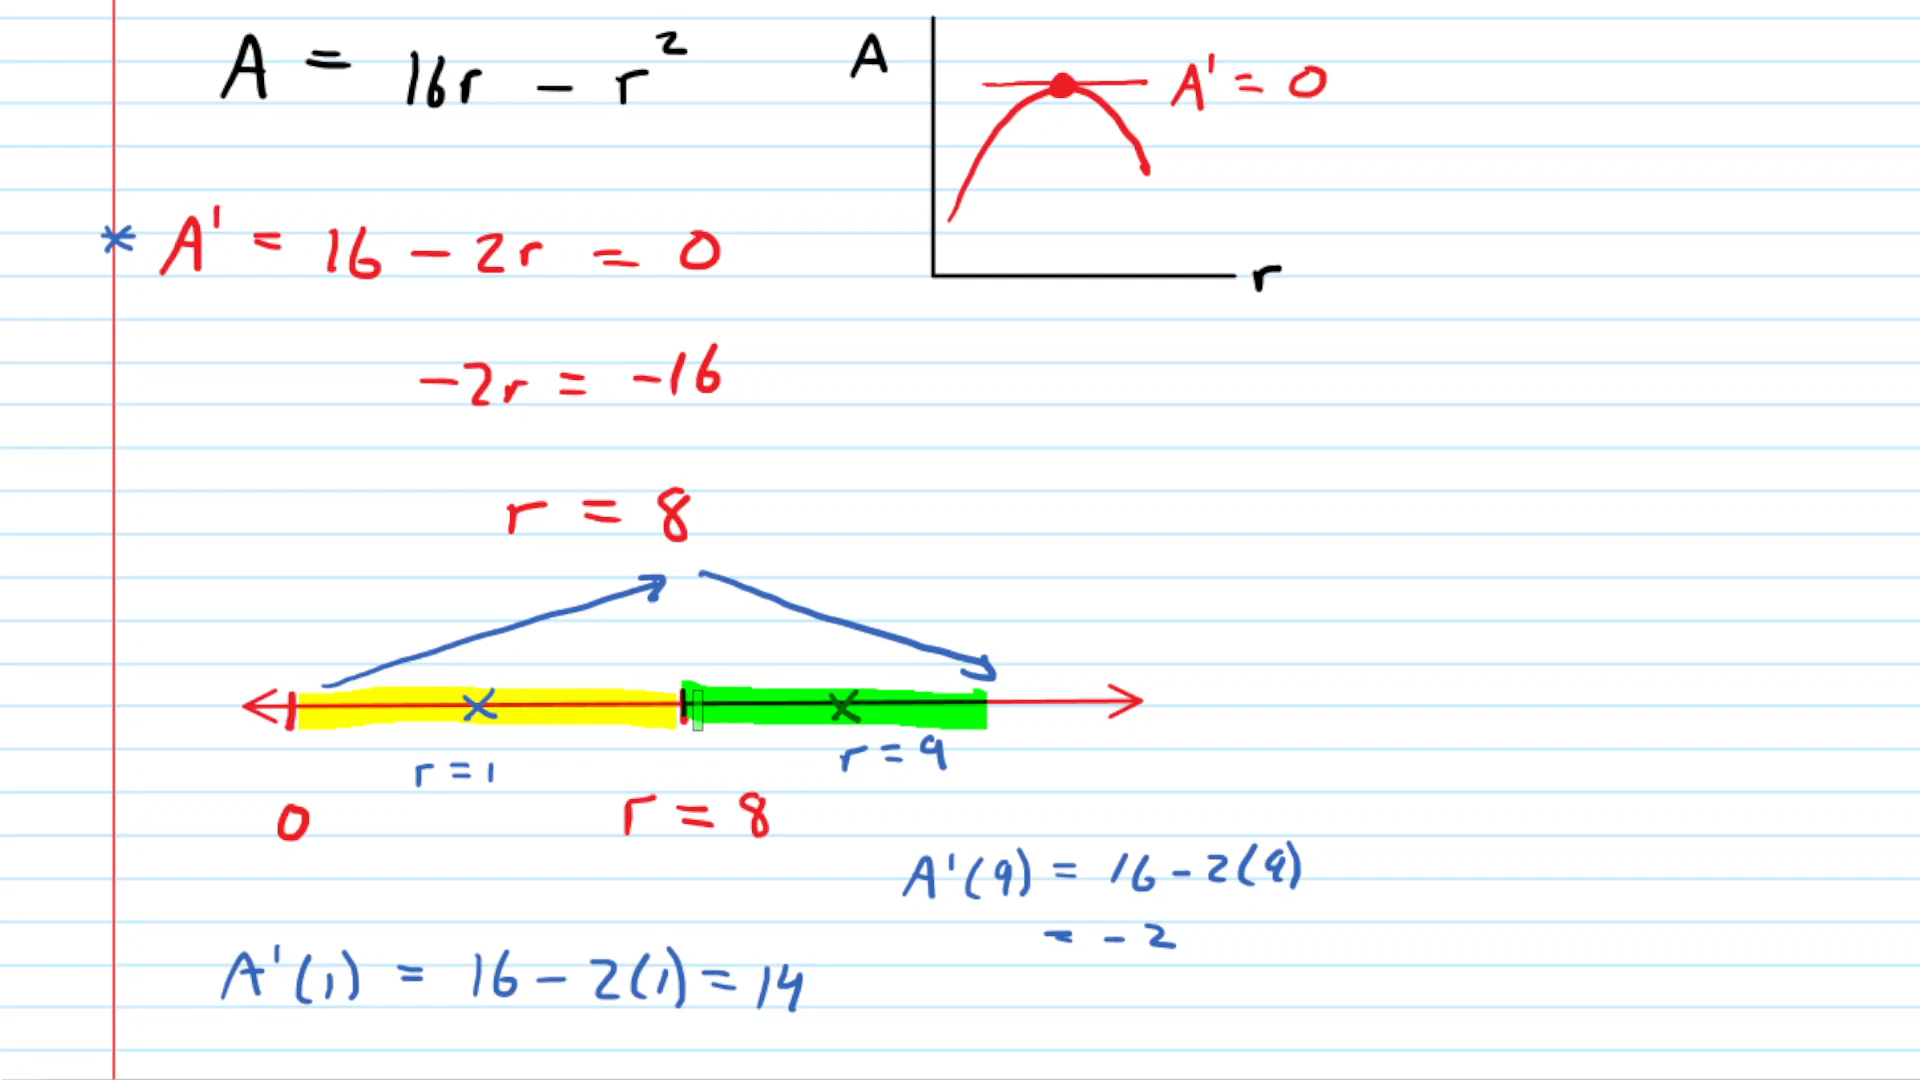 A = 16r - r²
A
A' = 0
r
* A' = 16 - 2r = 0
-2r = -16
r = 8
r = 1
r = 9
0
r = 8
A'(9) = 16 - 2(9)
= -2
A'(1) = 16 - 2(1) = 14